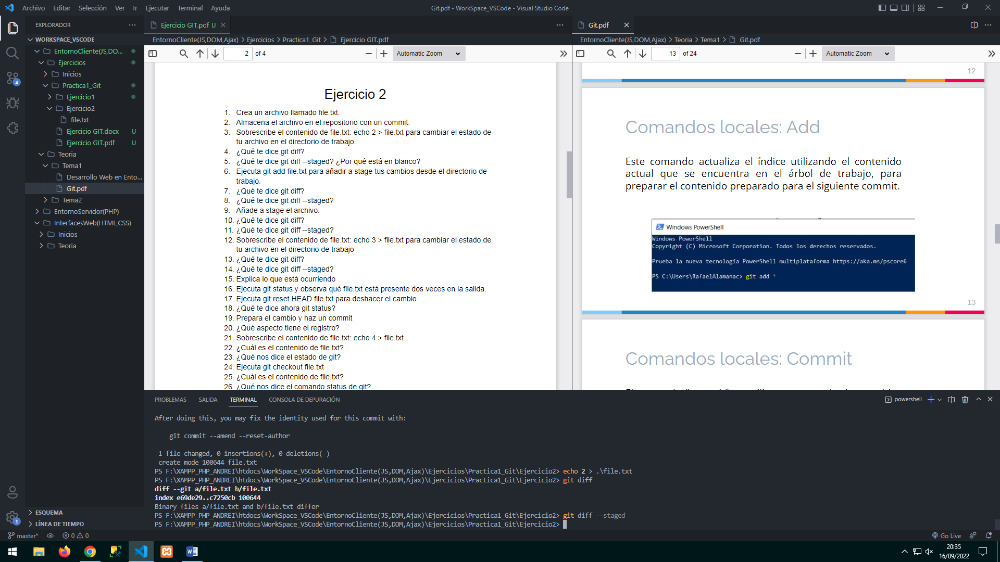 Archivo Editar Selección Ver Ir Ejecutar Terminal Ayuda
Git.pdf - WorkSpace_VSCode - Visual Studio Code
EXPLORADOR
WORKSPACE_VSCODE
EntornoCliente(JS,DO...
Ejercicios
Inicios
Practica1_Git
Ejercicio1
Ejercicio2
file.txt
Ejercicio GIT.docx U
Ejercicio GIT.pdf U
Teoria
Tema1
Desarrollo Web en Ento...
Git.pdf
Tema2
EntornoServidor(PHP)
InterfacesWeb(HTML,CSS)
Inicios
Teoria
ESQUEMA
LÍNEA DE TIEMPO
4
1
Ejercicio GIT.pdf U
EntornoCliente(JS,DOM,Ajax) > Ejercicios > Practica1_Git > Ejercicio GIT.pdf
2 of 4
Automatic Zoom
Ejercicio 2
1. Crea un archivo llamado file.txt.
2. Almacena el archivo en el repositorio con un commit.
3. Sobrescribe el contenido de file.txt: echo 2 > file.txt para cambiar el estado de
tu archivo en el directorio de trabajo.
4. ¿Qué te dice git diff?
5. ¿Qué te dice git diff --staged? ¿Por qué está en blanco?
6. Ejecuta git add file.txt para añadir a stage tus cambios desde el directorio de
trabajo.
7. ¿Qué te dice git diff?
8. ¿Qué te dice git diff --staged?
9. Añade a stage el archivo.
10. ¿Qué te dice git diff?
11. ¿Qué te dice git diff --staged?
12. Sobrescribe el contenido de file.txt: echo 3 > file.txt para cambiar el estado de
tu archivo en el directorio de trabajo
13. ¿Qué te dice git diff?
14. ¿Qué te dice git diff --staged?
15. Explica lo que está ocurriendo
16. Ejecuta git status y observa qué file.txt está presente dos veces en la salida.
17. Ejecuta git reset HEAD file.txt para deshacer el cambio
18. ¿Qué te dice ahora git status?
19. Prepara el cambio y haz un commit
20. ¿Qué aspecto tiene el registro?
21. Sobrescribe el contenido de file.txt: echo 4 > file.txt
22. ¿Cuál es el contenido de file.txt?
23. ¿Qué nos dice el estado de git?
24. Ejecuta git checkout file.txt
25. ¿Cuál es el contenido de file.txt?
26. ¿Qué nos dice el comando status de git?
Git.pdf
EntornoCliente(JS,DOM,Ajax) > Teoria > Tema1 > Git.pdf
13 of 24
Automatic Zoom
12
Comandos locales: Add
Este comando actualiza el índice utilizando el contenido
actual que se encuentra en el árbol de trabajo, para
preparar el contenido preparado para el siguiente commit.
Windows PowerShell
Windows PowerShell
Copyright (C) Microsoft Corporation. Todos los derechos reservados.
Prueba la nueva tecnología PowerShell multiplataforma https://aka.ms/pscore6
PS C:\Users\RafaelAlamanac> git add *
13
Comandos locales: Commit
PROBLEMAS SALIDA TERMINAL CONSOLA DE DEPURACIÓN
powershell
After doing this, you may fix the identity used for this commit with:
git commit --amend --reset-author
1 file changed, 0 insertions(+), 0 deletions(-)
create mode 100644 file.txt
PS F:\XAMPP_PHP_ANDREI\htdocs\WorkSpace_VSCode\EntornoCliente(JS,DOM,Ajax)\Ejercicios\Practica1_Git\Ejercicio2> echo 2 > .\file.txt
PS F:\XAMPP_PHP_ANDREI\htdocs\WorkSpace_VSCode\EntornoCliente(JS,DOM,Ajax)\Ejercicios\Practica1_Git\Ejercicio2> git diff
diff --git a/file.txt b/file.txt
index e69de29..c7250cb 100644
Binary files a/file.txt and b/file.txt differ
PS F:\XAMPP_PHP_ANDREI\htdocs\WorkSpace_VSCode\EntornoCliente(JS,DOM,Ajax)\Ejercicios\Practica1_Git\Ejercicio2> git diff --staged
PS F:\XAMPP_PHP_ANDREI\htdocs\WorkSpace_VSCode\EntornoCliente(JS,DOM,Ajax)\Ejercicios\Practica1_Git\Ejercicio2>
master* 0 0
Go Live
20:35
16/09/2022